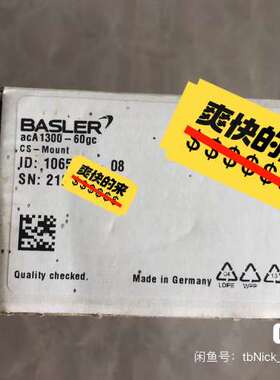 BASLER
acA1300-60gc
CS-Mount
ID: 1065 08
SN: 21
爽快的来
$$$$$$
爽快的
$$$$$
Quality checked.
Made in Germany
LDPE
WPP
闲鱼号: tbNick_